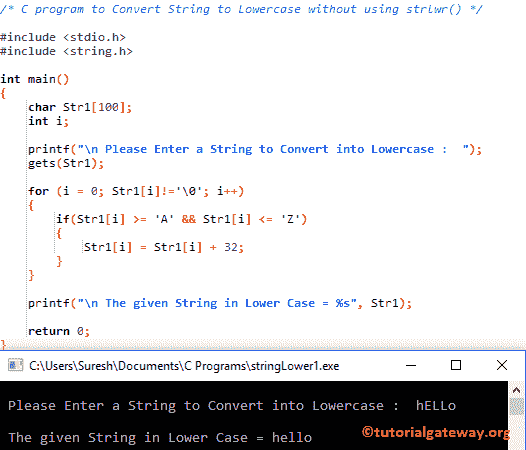 /* C program to Convert String to Lowercase without using strlwr() */
#include <stdio.h>
#include <string.h>
int main()
{
char Str1[100];
int i;
printf("\n Please Enter a String to Convert into Lowercase :  ");
gets(Str1);
for (i = 0; Str1[i]!='\0'; i++)
{
if(Str1[i] >= 'A' && Str1[i] <= 'Z')
{
Str1[i] = Str1[i] + 32;
}
}
printf("\n The given String in Lower Case = %s", Str1);
return 0;
}
C:\Users\Suresh\Documents\C Programs\stringLower1.exe
Please Enter a String to Convert into Lowercase :  hELLo
The given String in Lower Case = hello
©tutorialgateway.org